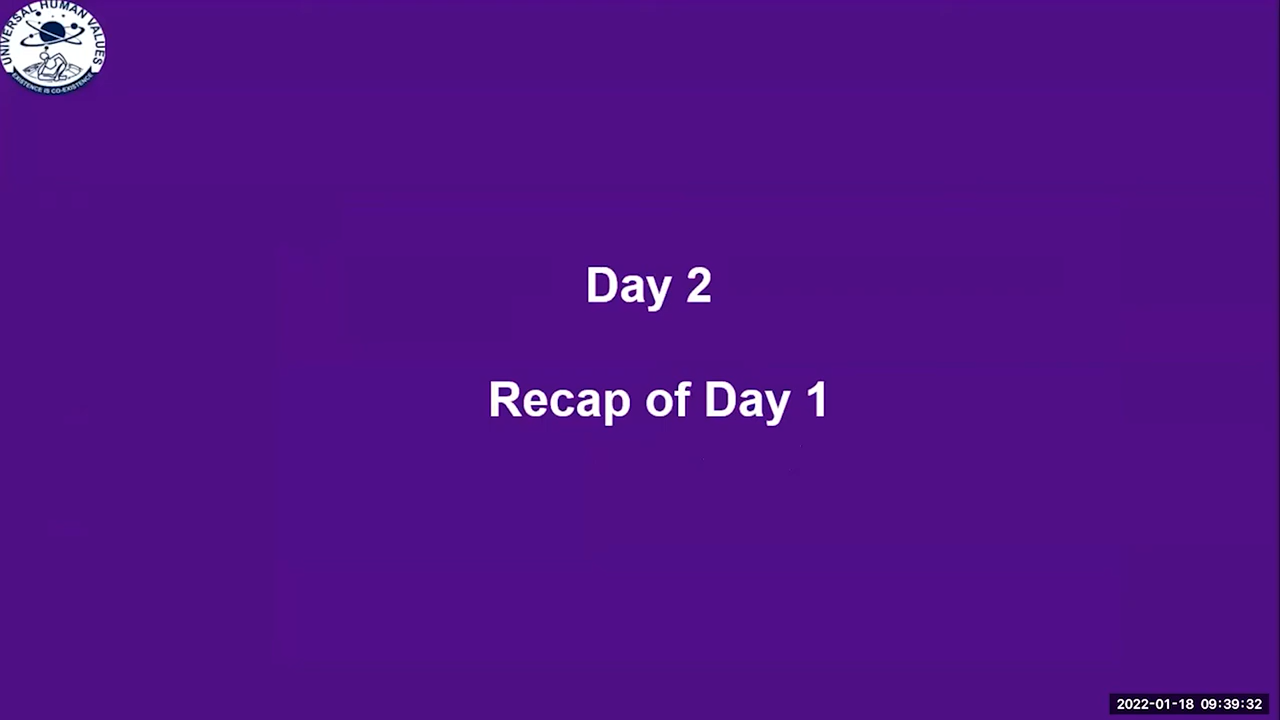 UNIVERSAL HUMAN VALUES
EXISTENCE IS CO-EXISTENCE
Day 2
Recap of Day 1
2022-01-18 09:39:32